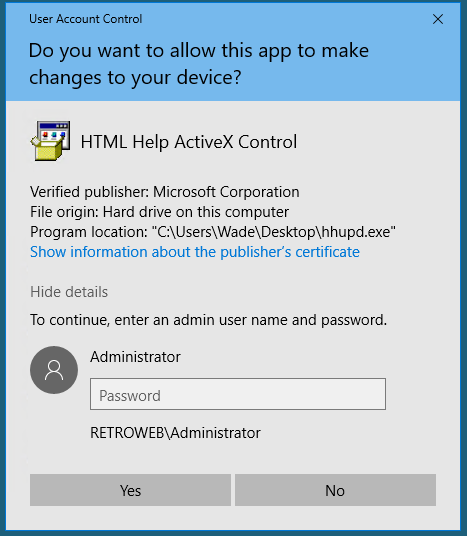 User Account Control
Do you want to allow this app to make
changes to your device?
HTML Help ActiveX Control
Verified publisher: Microsoft Corporation
File origin: Hard drive on this computer
Program location: "C:\Users\Wade\Desktop\hhupd.exe"
Show information about the publisher’s certificate
Hide details
To continue, enter an admin user name and password.
Administrator
Password
RETROWEB\Administrator
Yes
No